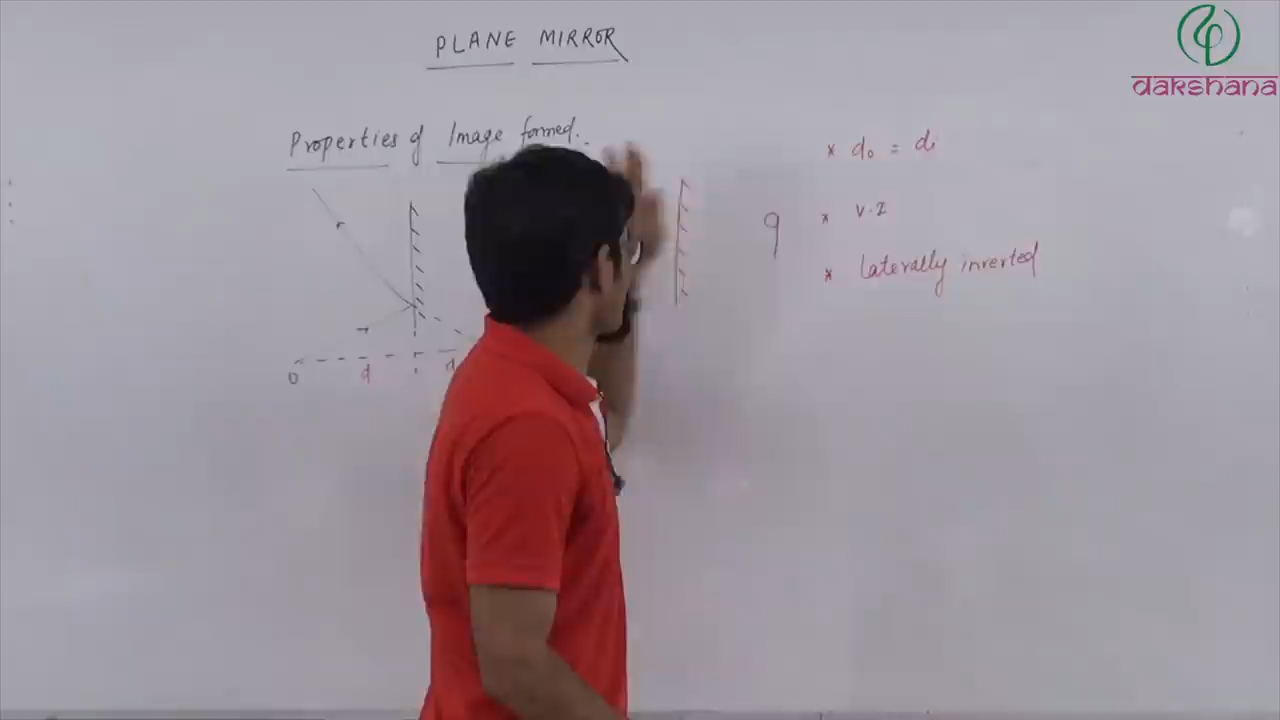 PLANE MIRROR
dakshana
Properties of Image formed.
* d₀ = dᵢ
q
* V.I
* laterally inverted
O
d